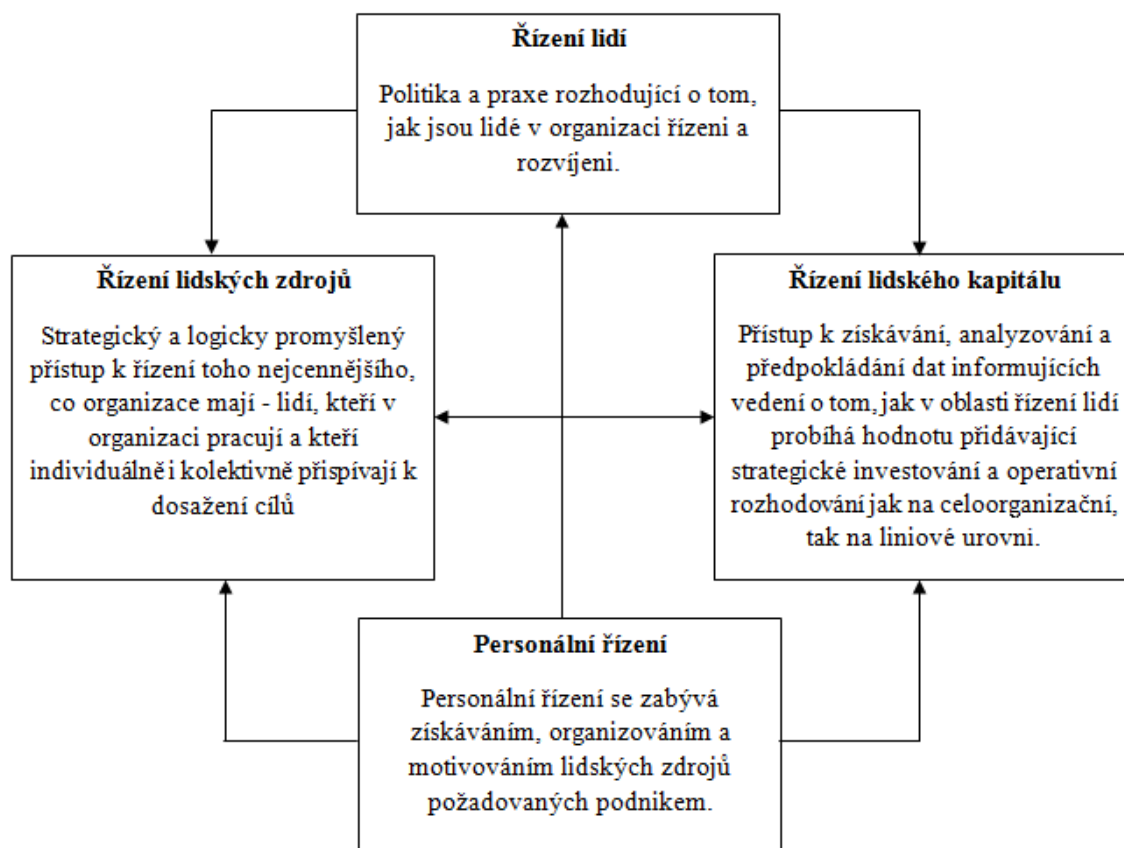 Řízení lidí
Politika a praxe rozhodující o tom,
jak jsou lidé v organizaci řízeni a
rozvíjeni.
Řízení lidských zdrojů
Strategický a logicky promyšlený
přístup k řízení toho nejcennějšího,
co organizace mají - lidí, kteří v
organizaci pracují a kteří
individuálně i kolektivně přispívají k
dosažení cílů
Řízení lidského kapitálu
Přístup k získávání, analyzování a
předpokládání dat informujících
vedení o tom, jak v oblasti řízení lidí
probíhá hodnotu přidávající
strategické investování a operativní
rozhodování jak na celoorganizační,
tak na liniové urovni.
Personální řízení
Personální řízení se zabývá
získáváním, organizováním a
motivováním lidských zdrojů
požadovaných podnikem.